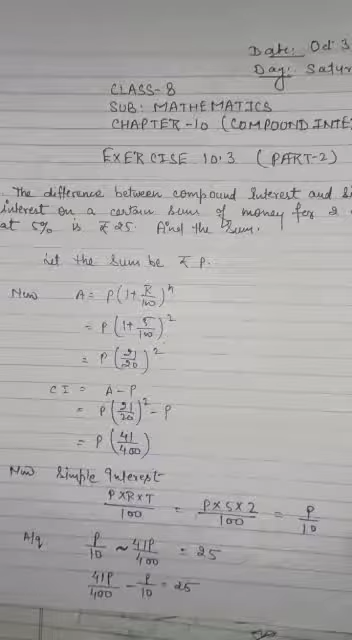 Date: Oct 3
Day: Satur
CLASS-8
SUB: MATHEMATICS
CHAPTER-10 (COMPOUND INTE
EXERCISE 10.3 (PART-2)
The difference between compound Interest and Si
interest on a certain sum of money for 2
at 5% is ₹25. Find the Sum.
Let the Sum be ₹ P.
Now A = P(1+R/100)^n
= P(1+5/100)^2
= P(21/20)^2
CI = A-P
= P(21/20)^2 - P
= P(41/400)
Now Simple Interest
PXRXT/100 = PX5X2/100 = P/10
A/q P/10 ~ 41P/400 = 25
41P/400 - P/10 = 25